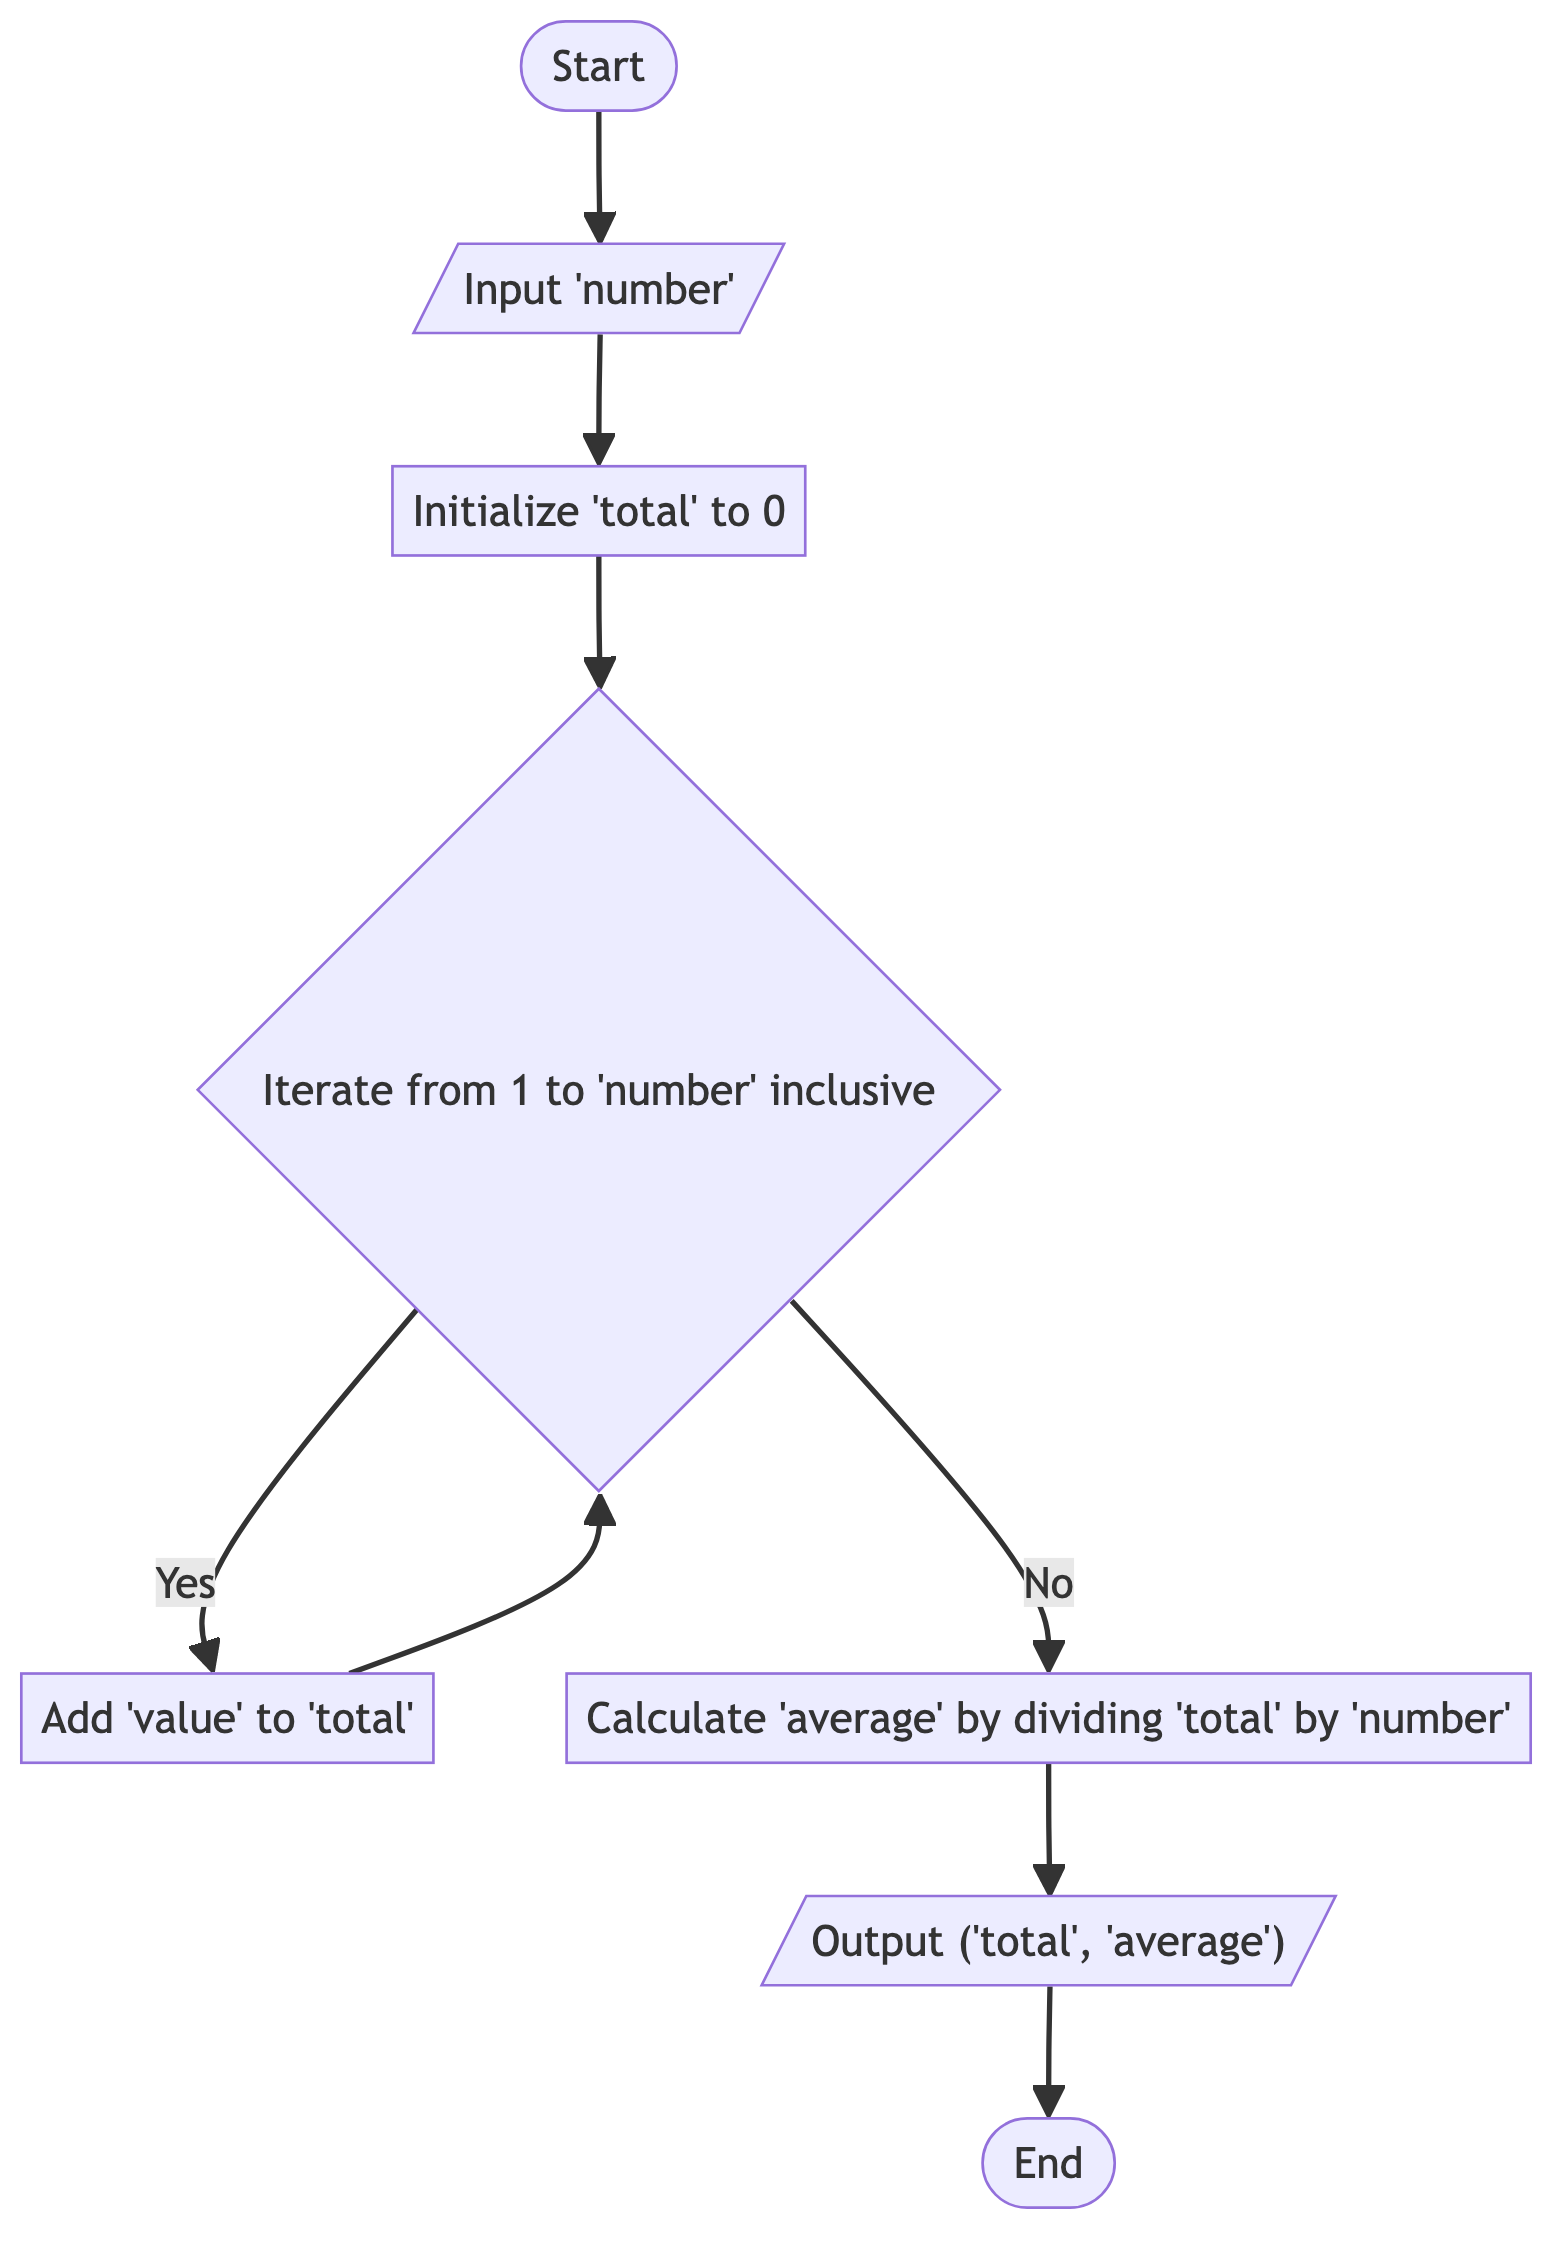 Start
Input 'number'
Initialize 'total' to 0
Iterate from 1 to 'number' inclusive
Yes
No
Add 'value' to 'total'
Calculate 'average' by dividing 'total' by 'number'
Output ('total', 'average')
End